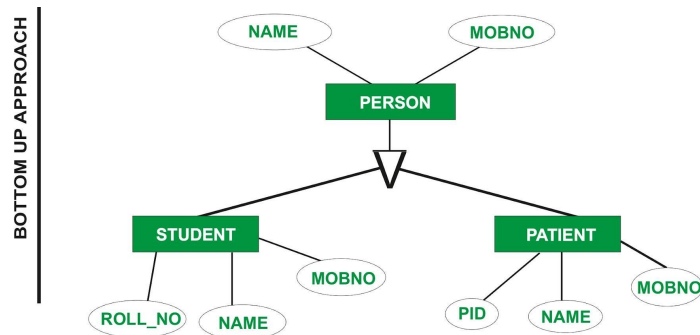 BOTTOM UP APPROACH
NAME
MOBNO
PERSON
STUDENT
PATIENT
MOBNO
MOBNO
ROLL_NO
NAME
PID
NAME